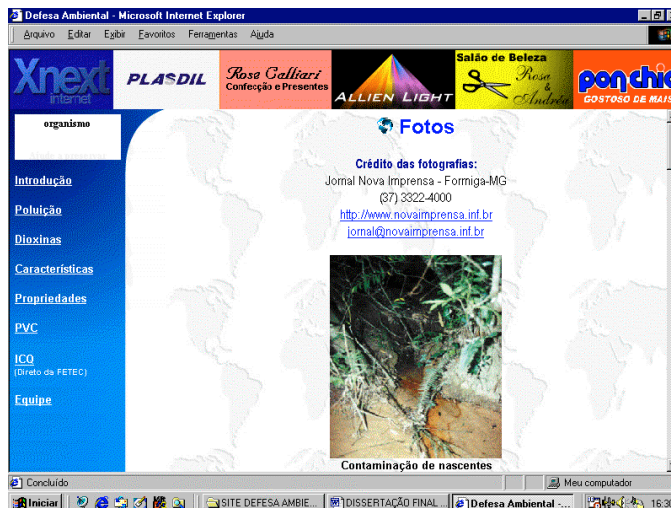 Defesa Ambiental - Microsoft Internet Explorer
Arquivo Editar Exibir Favoritos Ferramentas Ajuda
Xnext
internet
PLASDIL
Rose Calliari
Confecção e Presentes
ALLIEN LIGHT
Salão de Beleza
Rosa
&
Andréa
ponchic
GOSTOSO DE MAIS
organismo
Introdução
Poluição
Dioxinas
Características
Propriedades
PVC
ICQ
(Direto da FETEC)
Equipe
Fotos
Crédito das fotografias:
Jornal Nova Imprensa - Formiga-MG
(37) 3322-4000
http://www.novaimprensa.inf.br
jornal@novaimprensa.inf.br
Contaminação de nascentes
Concluído
Meu computador
Iniciar
SITE DEFESA AMBIE...
DISSERTAÇÃO FINAL ...
Defesa Ambiental -...